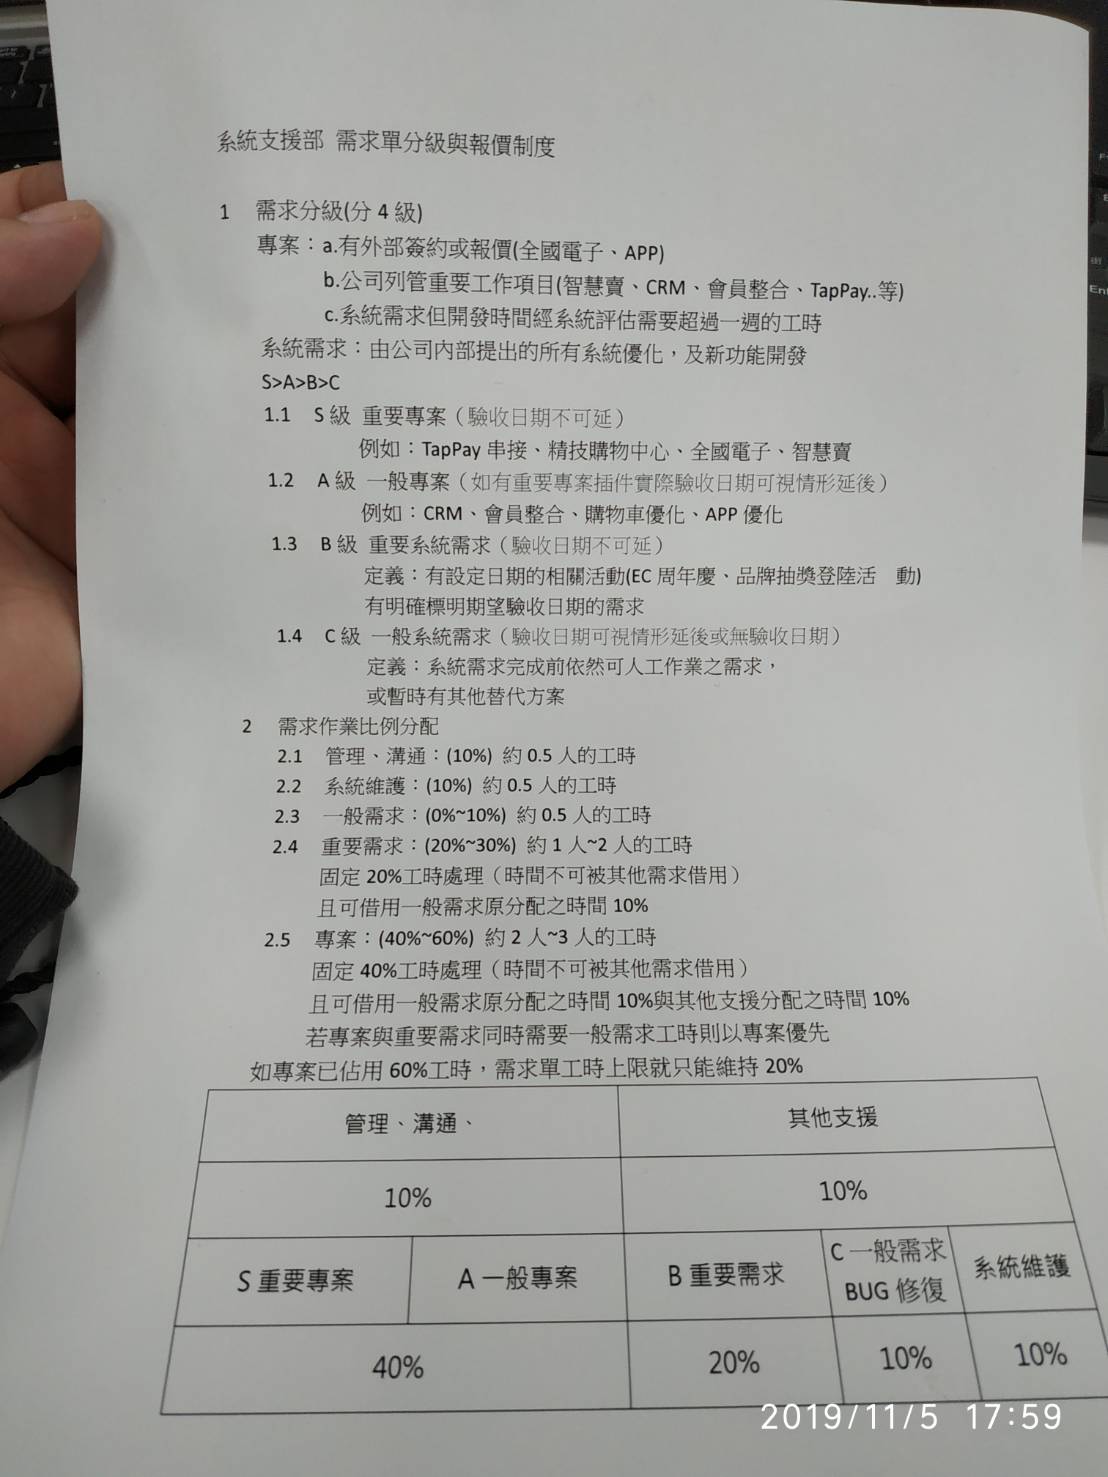 系統支援部 需求單分級與報價制度
1 需求分級(分 4 級)
專案：a.有外部簽約或報價(全國電子、APP)
b.公司列管重要工作項目(智慧賣、CRM、會員整合、TapPay..等)
c.系統需求但開發時間經系統評估需要超過一週的工時
系統需求：由公司內部提出的所有系統優化，及新功能開發
S>A>B>C
1.1 S 級 重要專案（驗收日期不可延）
例如：TapPay 串接、精技購物中心、全國電子、智慧賣
1.2 A 級 一般專案（如有重要專案插件實際驗收日期可視情形延後）
例如：CRM、會員整合、購物車優化、APP 優化
1.3 B 級 重要系統需求（驗收日期不可延）
定義：有設定日期的相關活動(EC 周年慶、品牌抽獎登陸活 動)
有明確標明期望驗收日期的需求
1.4 C 級 一般系統需求（驗收日期可視情形延後或無驗收日期）
定義：系統需求完成前依然可人工作業之需求，
或暫時有其他替代方案
2 需求作業比例分配
2.1 管理、溝通：(10%) 約 0.5 人的工時
2.2 系統維護：(10%) 約 0.5 人的工時
2.3 一般需求：(0%~10%) 約 0.5 人的工時
2.4 重要需求：(20%~30%) 約 1 人~2 人的工時
固定 20%工時處理（時間不可被其他需求借用）
且可借用一般需求原分配之時間 10%
2.5 專案：(40%~60%) 約 2 人~3 人的工時
固定 40%工時處理（時間不可被其他需求借用）
且可借用一般需求原分配之時間 10%與其他支援分配之時間 10%
若專案與重要需求同時需要一般需求工時則以專案優先
如專案已佔用 60%工時，需求單工時上限就只能維持 20%
管理、溝通、 其他支援
10% 10%
S 重要專案 A 一般專案 B 重要需求 C 一般需求 系統維護
BUG 修復
40% 20% 10% 10%
2019/11/5 17:59